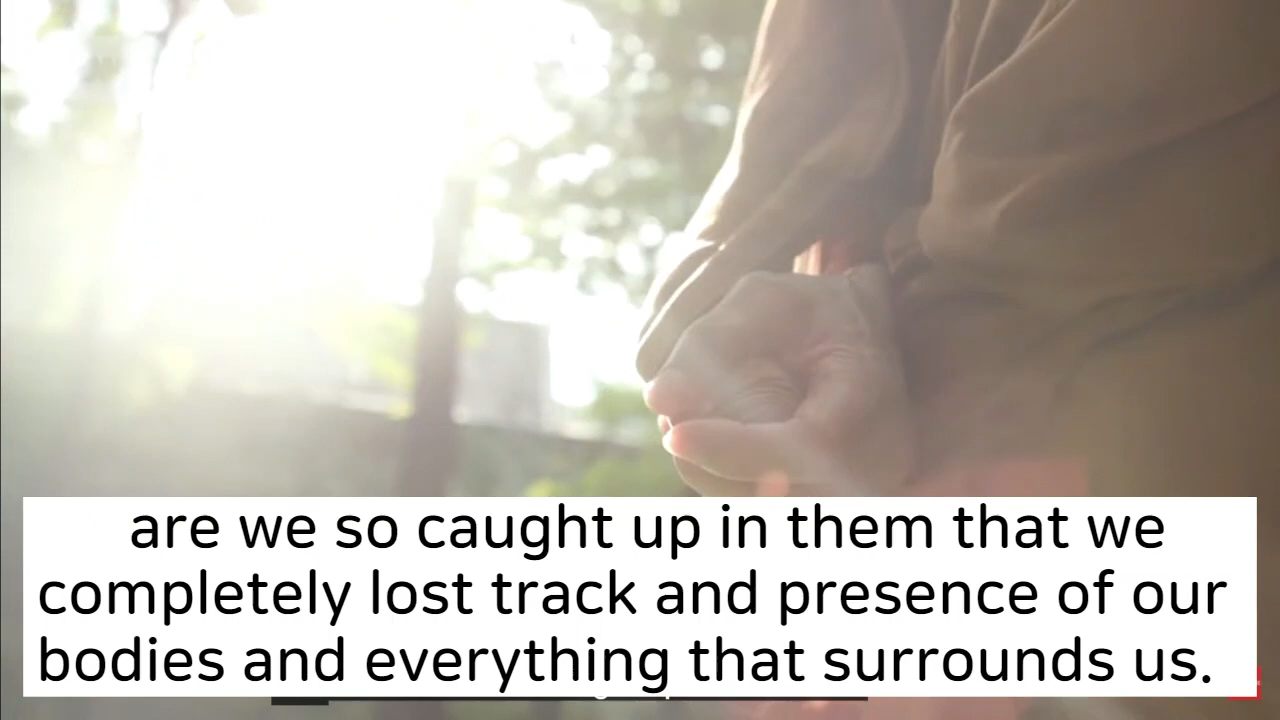 are we so caught up in them that we
completely lost track and presence of our
bodies and everything that surrounds us.